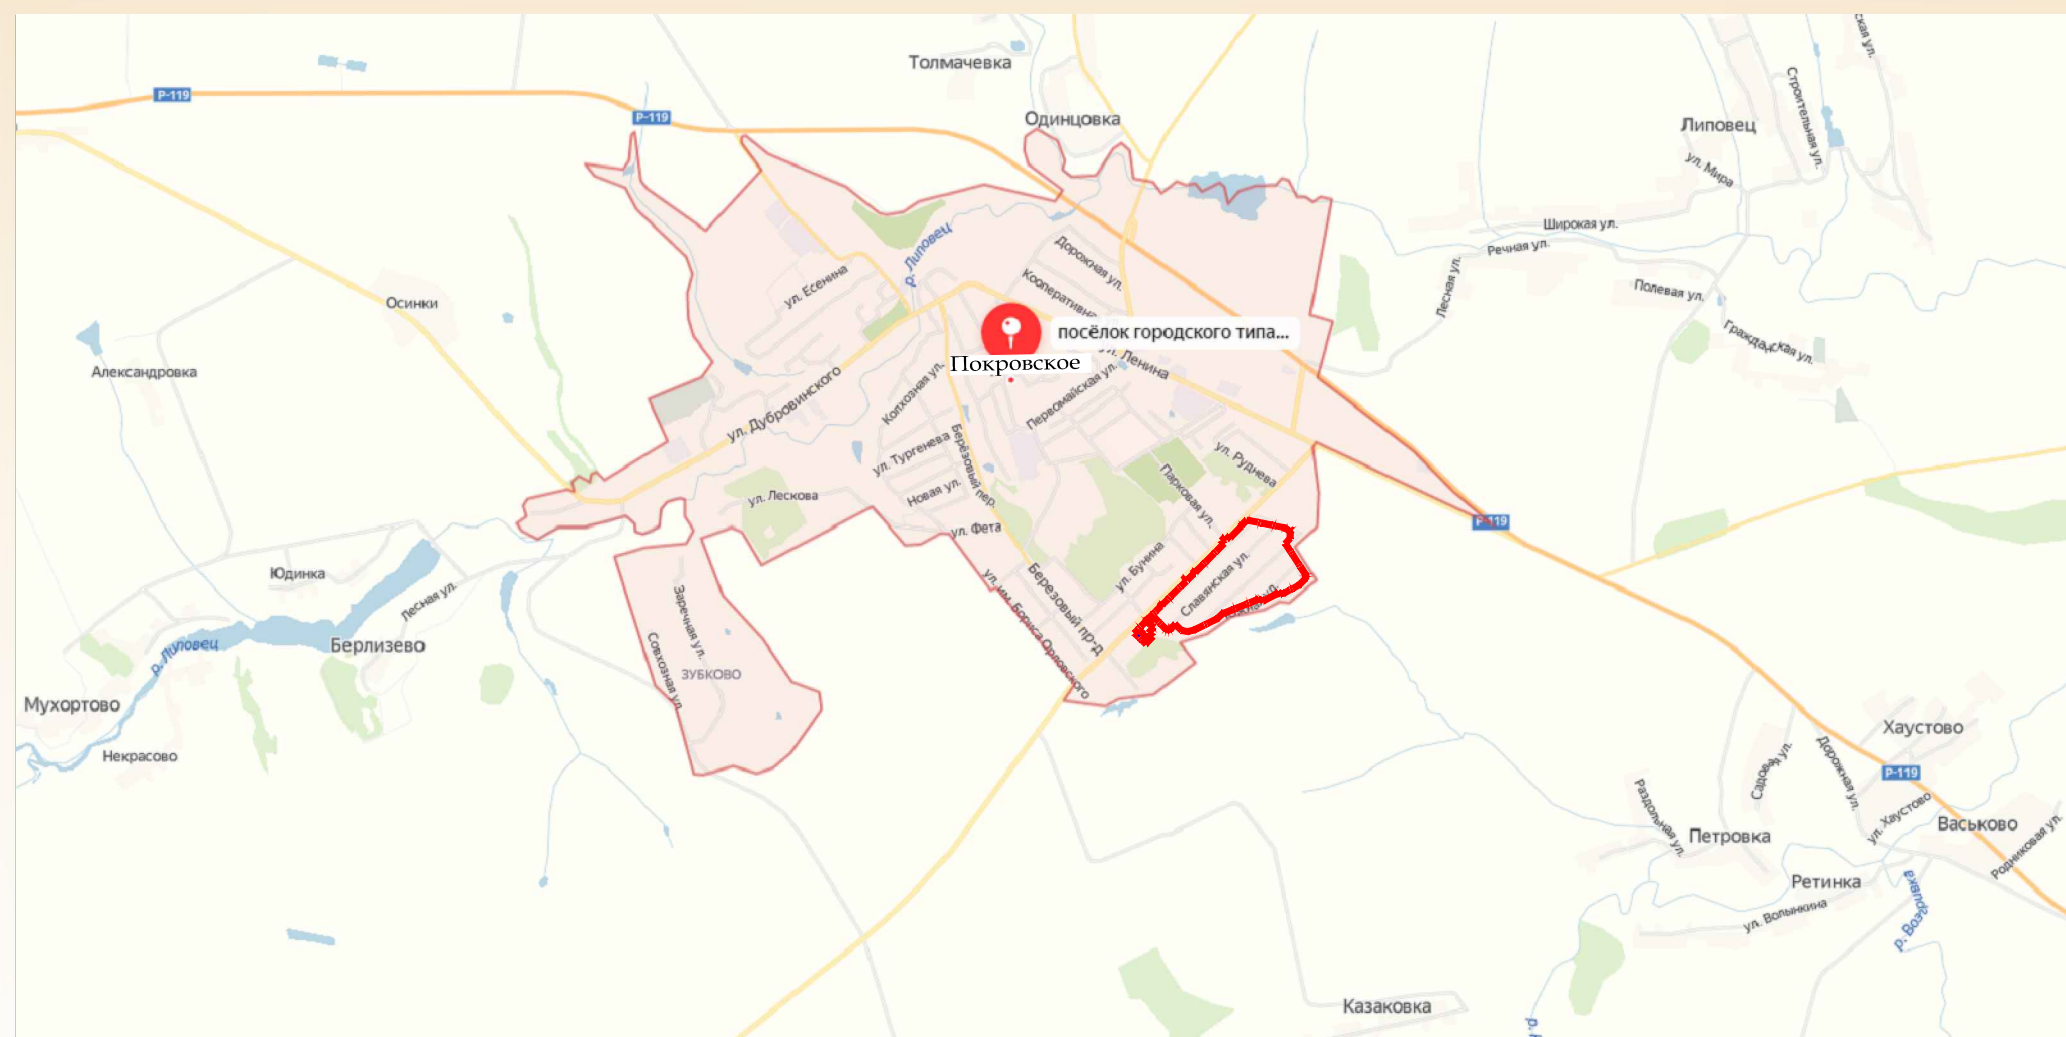 ская ул.
Толмачевка
Р-119
Р-119
Одинцовка
Строительная ул.
Липовец
ул. Мира
Широкая ул.
Речная ул.
Дорожная ул.
р. Липовец
ул. Есенина
Кооперативна
Лесная ул.
Полевая ул.
Осинки
посёлок городского типа...
Гражданская ул.
Покровское
ул. Ленина
Александровка
Колхозная ул.
Первомайская ул.
ул. Дубровинского
ул. Тургенева
Берёзовый пер.
ул. Руднева
Парковая ул.
ул. Лескова
Новая ул.
ул. Фета
Р-119
Юдинка
Лесная ул.
Заречная ул.
ул. им. Бориса Орловского
Березовый пр-д
ул. Бунина
Славянская ул.
р. Липовец
Берлизево
Совхозная ул.
ЗУБКОВО
Мухортово
Некрасово
Хаустово
Р-119
Садовая ул.
Дорожная ул.
Раздольная ул.
ул. Хаустово
Петровка
Васьково
Родниковая ул.
Ретинка
ул. Волынкина
Казаковка